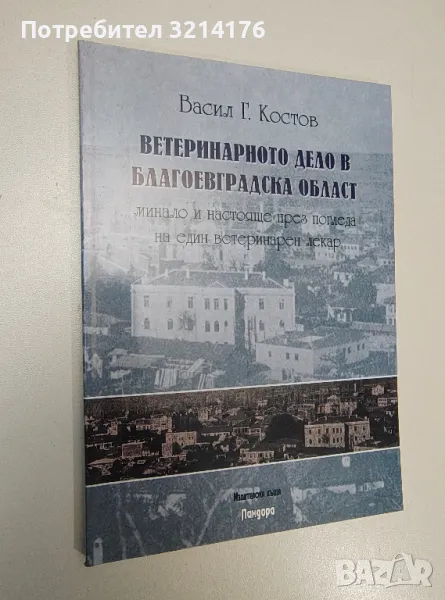 Потребител 3214176
Васил Г. Костов
ВЕТЕРИНАРНОТО ДЕЛО В
БЛАГОЕВГРАДСКА ОБЛАСТ
минало и настояще през погледа
на един ветеринарен лекар
Издателска къща
Пандора
BAZAR